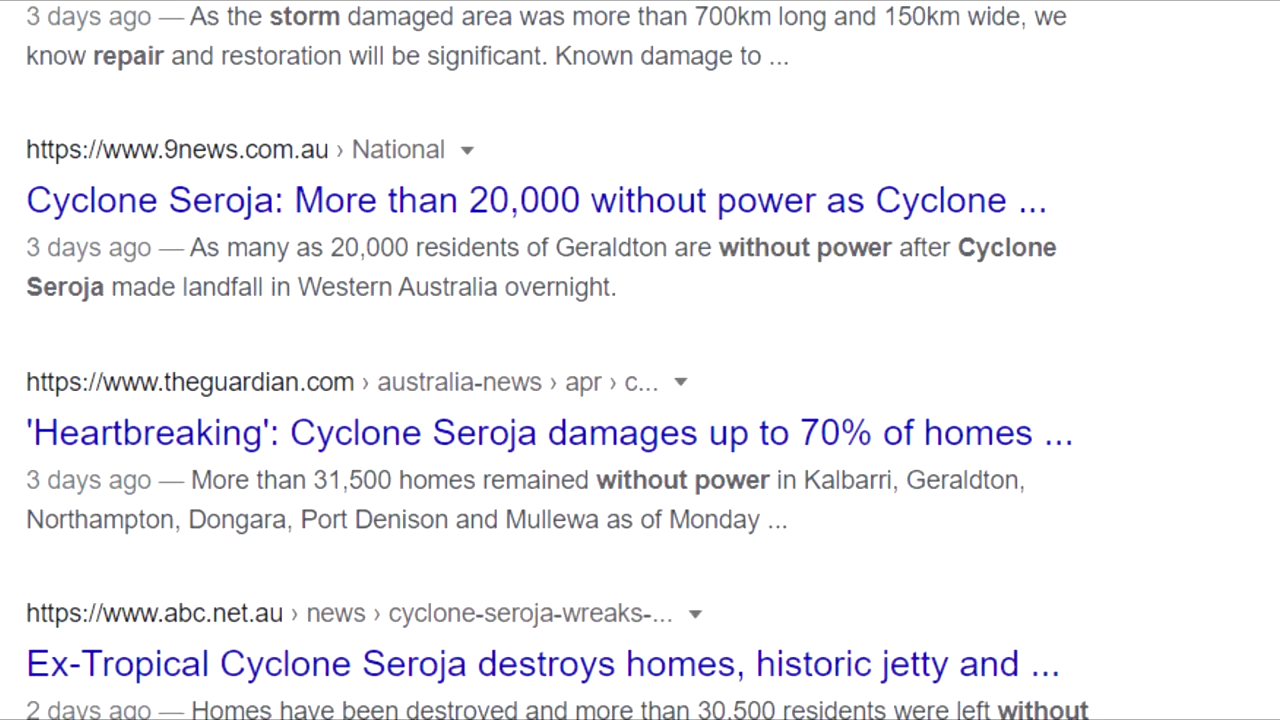 3 days ago — As the storm damaged area was more than 700km long and 150km wide, we
know repair and restoration will be significant. Known damage to ...
https://www.9news.com.au › National
Cyclone Seroja: More than 20,000 without power as Cyclone ...
3 days ago — As many as 20,000 residents of Geraldton are without power after Cyclone
Seroja made landfall in Western Australia overnight.
https://www.theguardian.com › australia-news › apr › c...
'Heartbreaking': Cyclone Seroja damages up to 70% of homes ...
3 days ago — More than 31,500 homes remained without power in Kalbarri, Geraldton,
Northampton, Dongara, Port Denison and Mullewa as of Monday ...
https://www.abc.net.au › news › cyclone-seroja-wreaks-...
Ex-Tropical Cyclone Seroja destroys homes, historic jetty and ...
2 days ago — Homes have been destroyed and more than 30,500 residents were left without